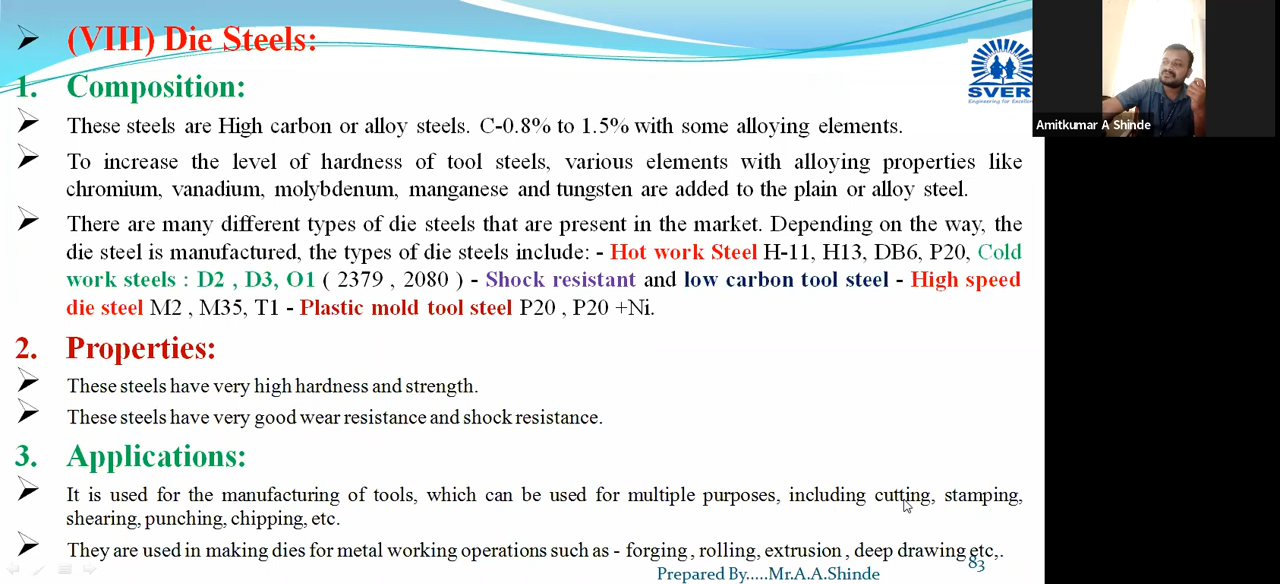 (VIII) Die Steels:
1. Composition:
These steels are High carbon or alloy steels. C-0.8% to 1.5% with some alloying elements.
To increase the level of hardness of tool steels, various elements with alloying properties like
chromium, vanadium, molybdenum, manganese and tungsten are added to the plain or alloy steel.
There are many different types of die steels that are present in the market. Depending on the way, the
die steel is manufactured, the types of die steels include: - Hot work Steel H-11, H13, DB6, P20, Cold
work steels : D2 , D3, O1 ( 2379 , 2080 ) - Shock resistant and low carbon tool steel - High speed
die steel M2 , M35, T1 - Plastic mold tool steel P20 , P20 +Ni.
2. Properties:
These steels have very high hardness and strength.
These steels have very good wear resistance and shock resistance.
3. Applications:
It is used for the manufacturing of tools, which can be used for multiple purposes, including cutting, stamping,
shearing, punching, chipping, etc.
They are used in making dies for metal working operations such as - forging , rolling, extrusion , deep drawing etc,.
83
Prepared By.....Mr.A.A.Shinde
SVER
Engineering for Excellen
Amitkumar A Shinde